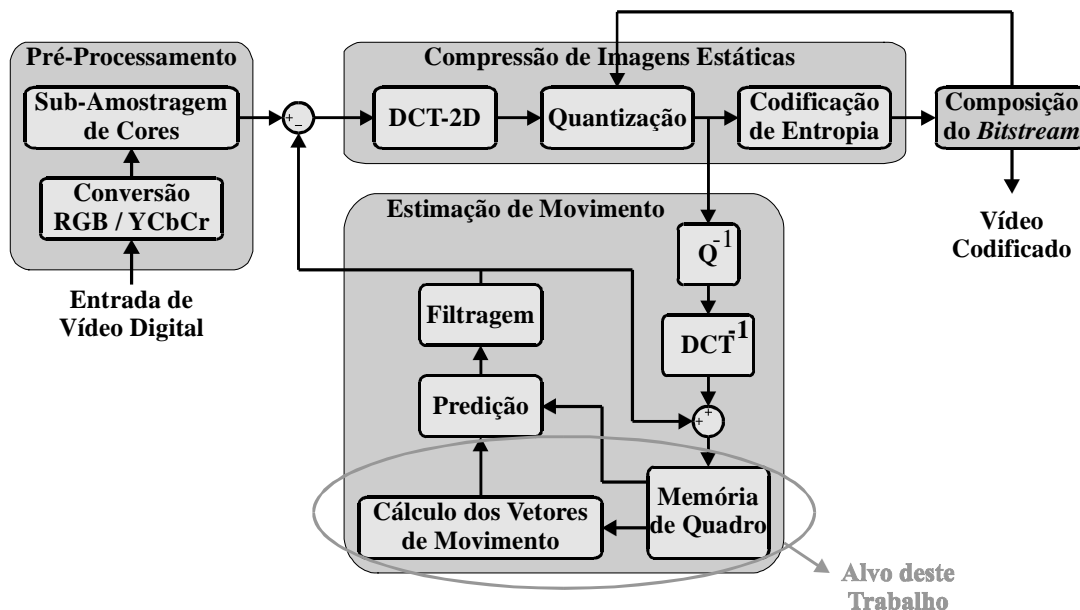 Pré-Processamento
Sub-Amostragem
de Cores
Conversão
RGB / YCbCr
Entrada de
Vídeo Digital
+
−
Compressão de Imagens Estáticas
DCT-2D
Quantização
Codificação
de Entropia
Composição
do Bitstream
Vídeo
Codificado
Estimação de Movimento
Q-1
DCT-1
+
+
Filtragem
Predição
Cálculo dos Vetores
de Movimento
Memória
de Quadro
Alvo deste
Trabalho